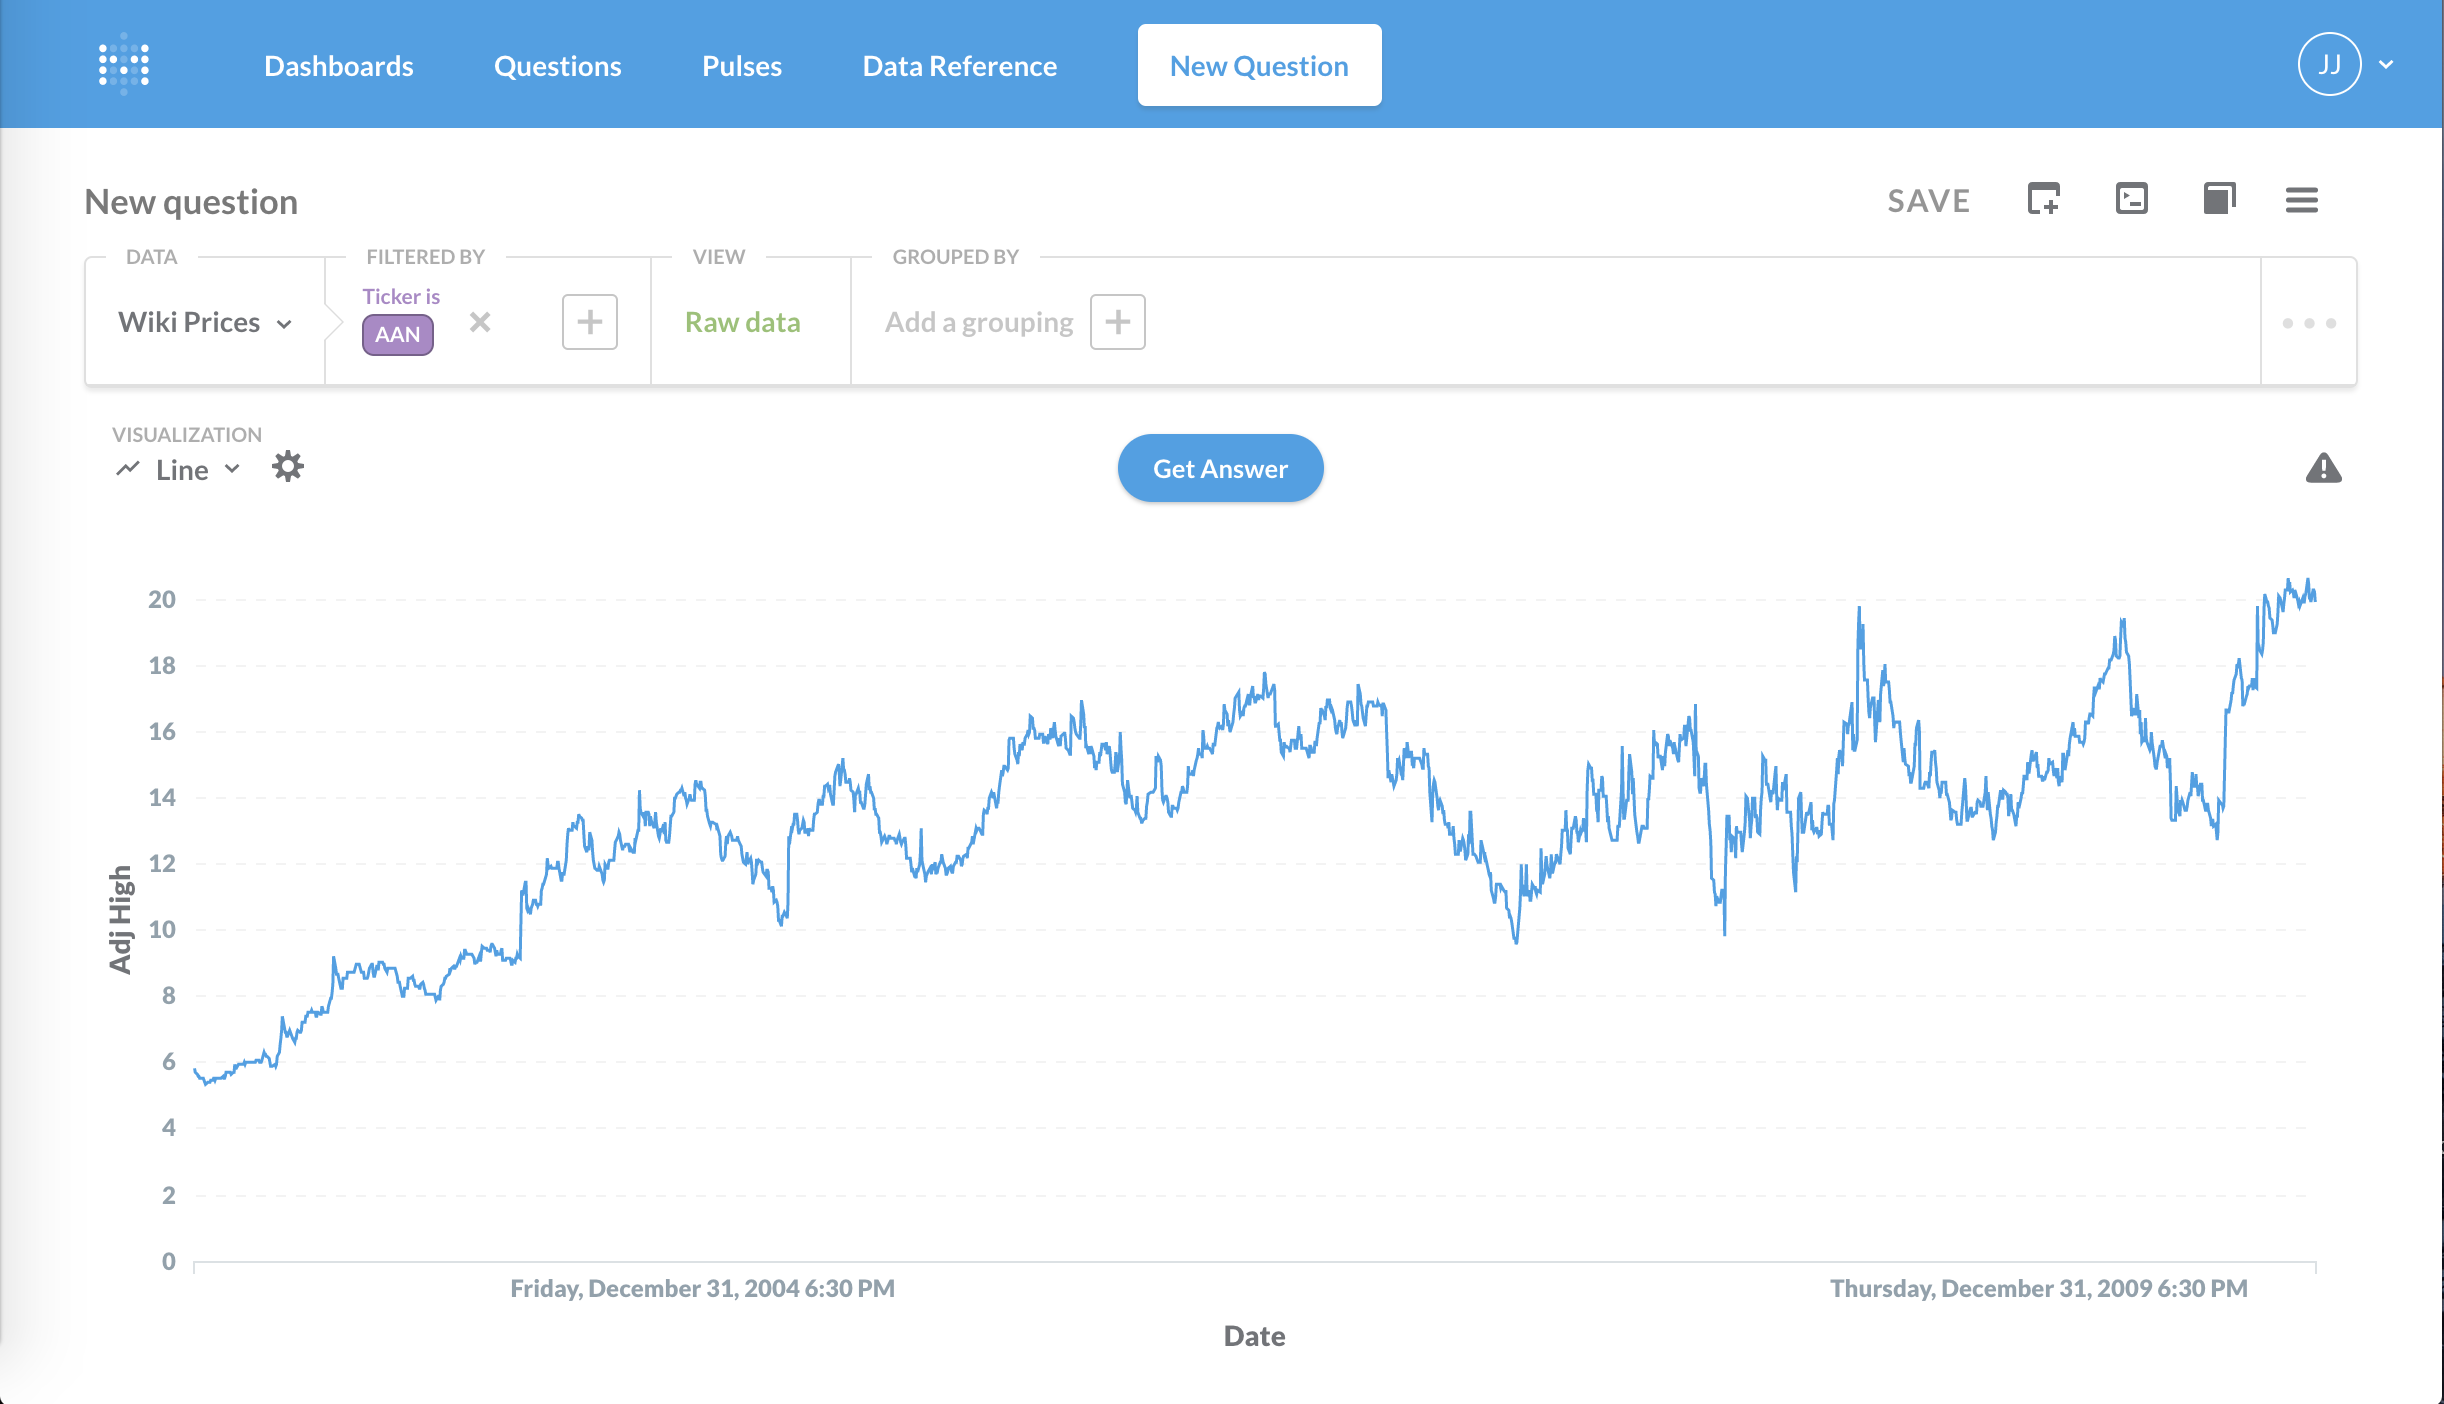 Dashboards
Questions
Pulses
Data Reference
New Question
JJ
New question
SAVE
DATA
FILTERED BY
VIEW
GROUPED BY
Wiki Prices
Ticker is
AAN
Raw data
Add a grouping
VISUALIZATION
Line
Get Answer
20
18
16
14
12
10
8
6
4
2
0
Adj High
Friday, December 31, 2004 6:30 PM
Thursday, December 31, 2009 6:30 PM
Date